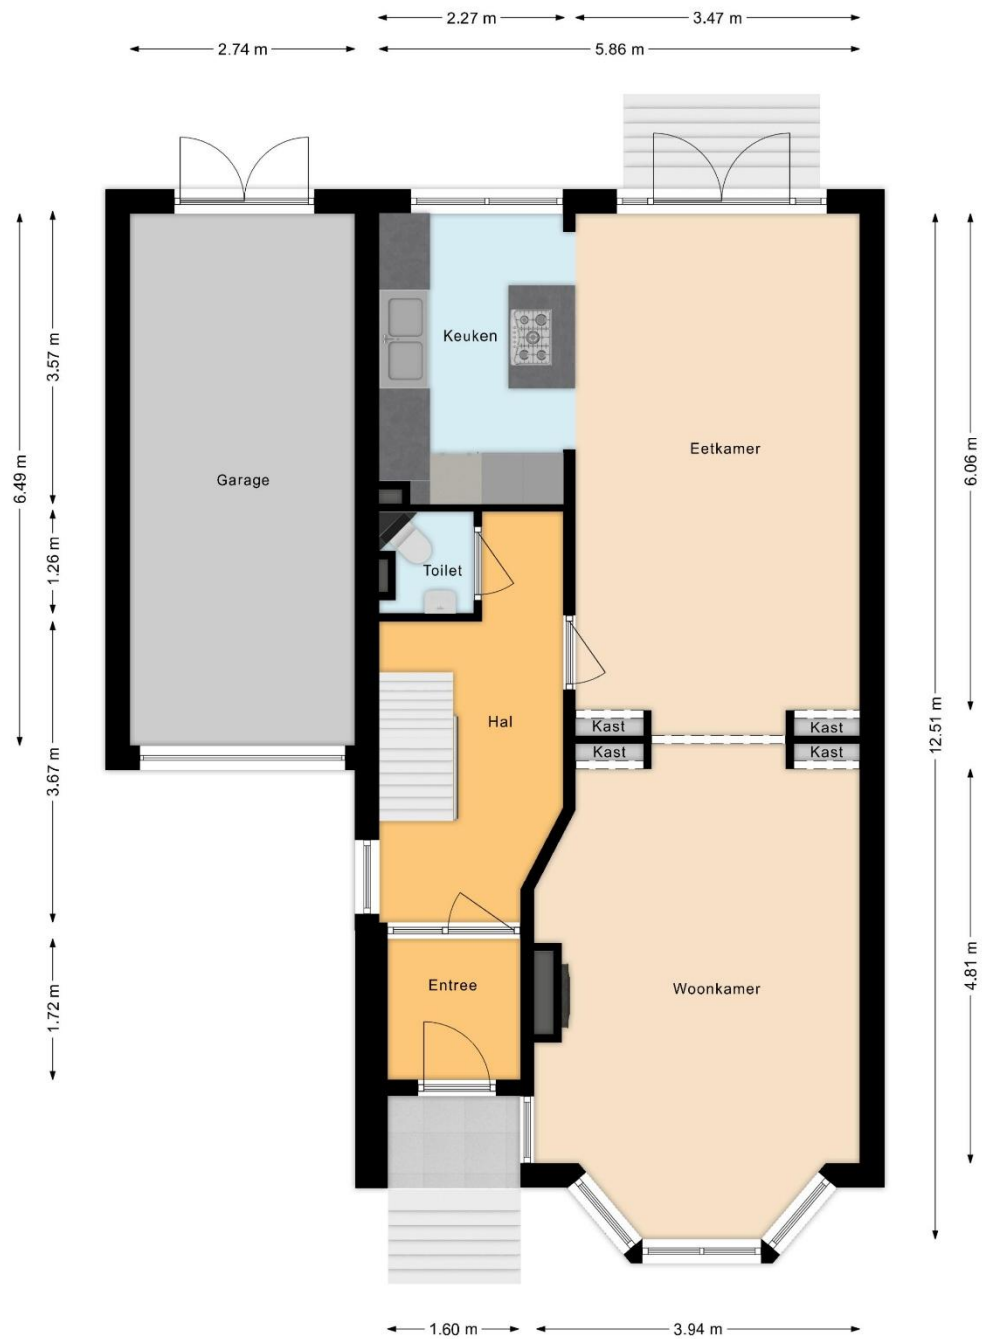 2.27 m
3.47 m
2.74 m
5.86 m
3.57 m
6.49 m
1.26 m
3.67 m
1.72 m
Keuken
Eetkamer
Garage
Toilet
Hal
Kast
Kast
Kast
Kast
Entree
Woonkamer
6.06 m
12.51 m
4.81 m
1.60 m
3.94 m